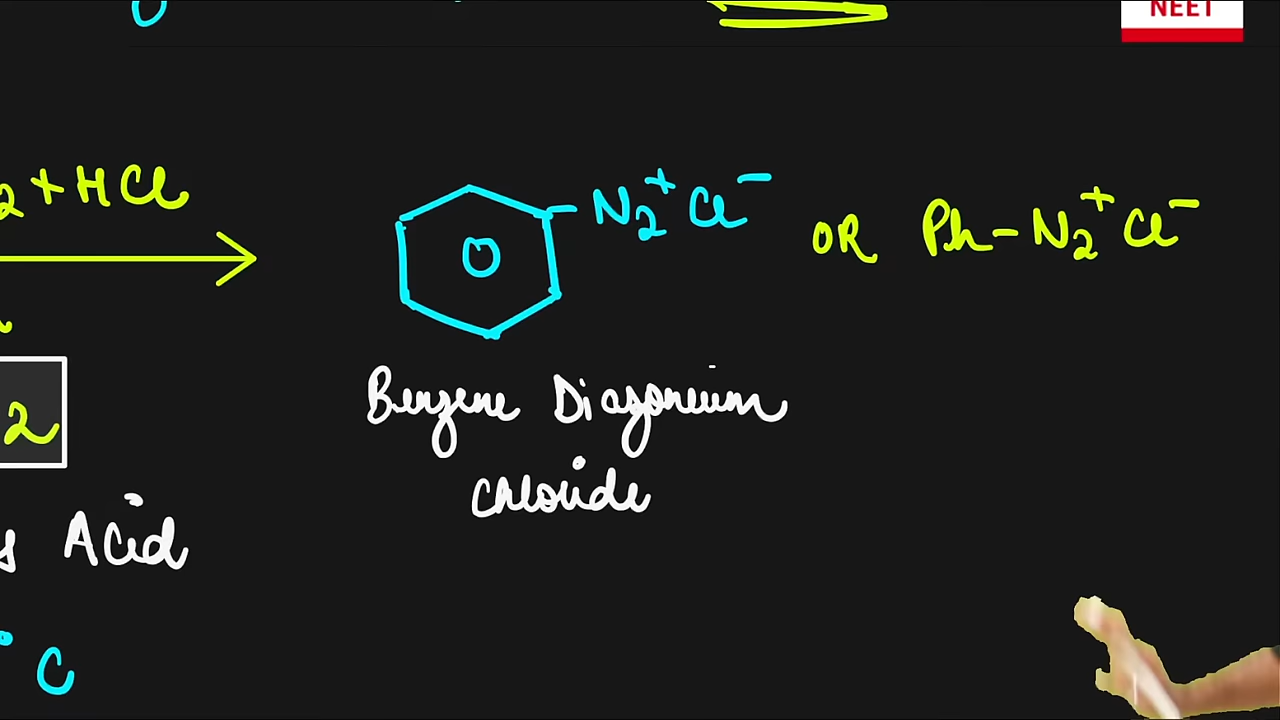 NEET
2 + HCl
N₂⁺Cl⁻ OR Ph-N₂⁺Cl⁻
Benzene Diazonium
2
Chloride
s Acid
°C